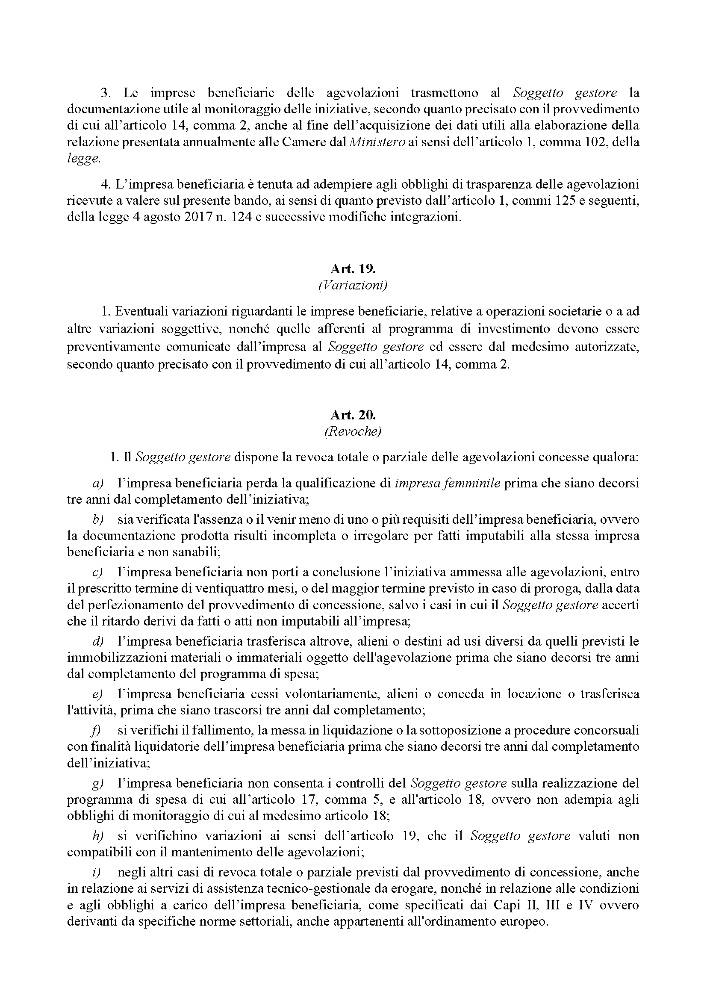 3. Le imprese beneficiarie delle agevolazioni trasmettono al Soggetto gestore la
documentazione utile al monitoraggio delle iniziative, secondo quanto precisato con il provvedimento
di cui all’articolo 14, comma 2, anche al fine dell’acquisizione dei dati utili alla elaborazione della
relazione presentata annualmente alle Camere dal Ministero ai sensi dell’articolo 1, comma 102, della
legge.
4. L’impresa beneficiaria è tenuta ad adempiere agli obblighi di trasparenza delle agevolazioni
ricevute a valere sul presente bando, ai sensi di quanto previsto dall’articolo 1, commi 125 e seguenti,
della legge 4 agosto 2017 n. 124 e successive modifiche integrazioni.
Art. 19.
(Variazioni)
1. Eventuali variazioni riguardanti le imprese beneficiarie, relative a operazioni societarie o a ad
altre variazioni soggettive, nonché quelle afferenti al programma di investimento devono essere
preventivamente comunicate dall’impresa al Soggetto gestore ed essere dal medesimo autorizzate,
secondo quanto precisato con il provvedimento di cui all’articolo 14, comma 2.
Art. 20.
(Revoche)
1. Il Soggetto gestore dispone la revoca totale o parziale delle agevolazioni concesse qualora:
a) l’impresa beneficiaria perda la qualificazione di impresa femminile prima che siano decorsi
tre anni dal completamento dell’iniziativa;
b) sia verificata l'assenza o il venir meno di uno o più requisiti dell’impresa beneficiaria, ovvero
la documentazione prodotta risulti incompleta o irregolare per fatti imputabili alla stessa impresa
beneficiaria e non sanabili;
c) l’impresa beneficiaria non porti a conclusione l’iniziativa ammessa alle agevolazioni, entro
il prescritto termine di ventiquattro mesi, o del maggior termine previsto in caso di proroga, dalla data
del perfezionamento del provvedimento di concessione, salvo i casi in cui il Soggetto gestore accerti
che il ritardo derivi da fatti o atti non imputabili all’impresa;
d) l’impresa beneficiaria trasferisca altrove, alieni o destini ad usi diversi da quelli previsti le
immobilizzazioni materiali o immateriali oggetto dell'agevolazione prima che siano decorsi tre anni
dal completamento del programma di spesa;
e) l’impresa beneficiaria cessi volontariamente, alieni o conceda in locazione o trasferisca
l'attività, prima che siano trascorsi tre anni dal completamento;
f) si verifichi il fallimento, la messa in liquidazione o la sottoposizione a procedure concorsuali
con finalità liquidatorie dell’impresa beneficiaria prima che siano decorsi tre anni dal completamento
dell’iniziativa;
g) l’impresa beneficiaria non consenta i controlli del Soggetto gestore sulla realizzazione del
programma di spesa di cui all’articolo 17, comma 5, e all'articolo 18, ovvero non adempia agli
obblighi di monitoraggio di cui al medesimo articolo 18;
h) si verifichino variazioni ai sensi dell’articolo 19, che il Soggetto gestore valuti non
compatibili con il mantenimento delle agevolazioni;
i) negli altri casi di revoca totale o parziale previsti dal provvedimento di concessione, anche
in relazione ai servizi di assistenza tecnico-gestionale da erogare, nonché in relazione alle condizioni
e agli obblighi a carico dell’impresa beneficiaria, come specificati dai Capi II, III e IV ovvero
derivanti da specifiche norme settoriali, anche appartenenti all'ordinamento europeo.